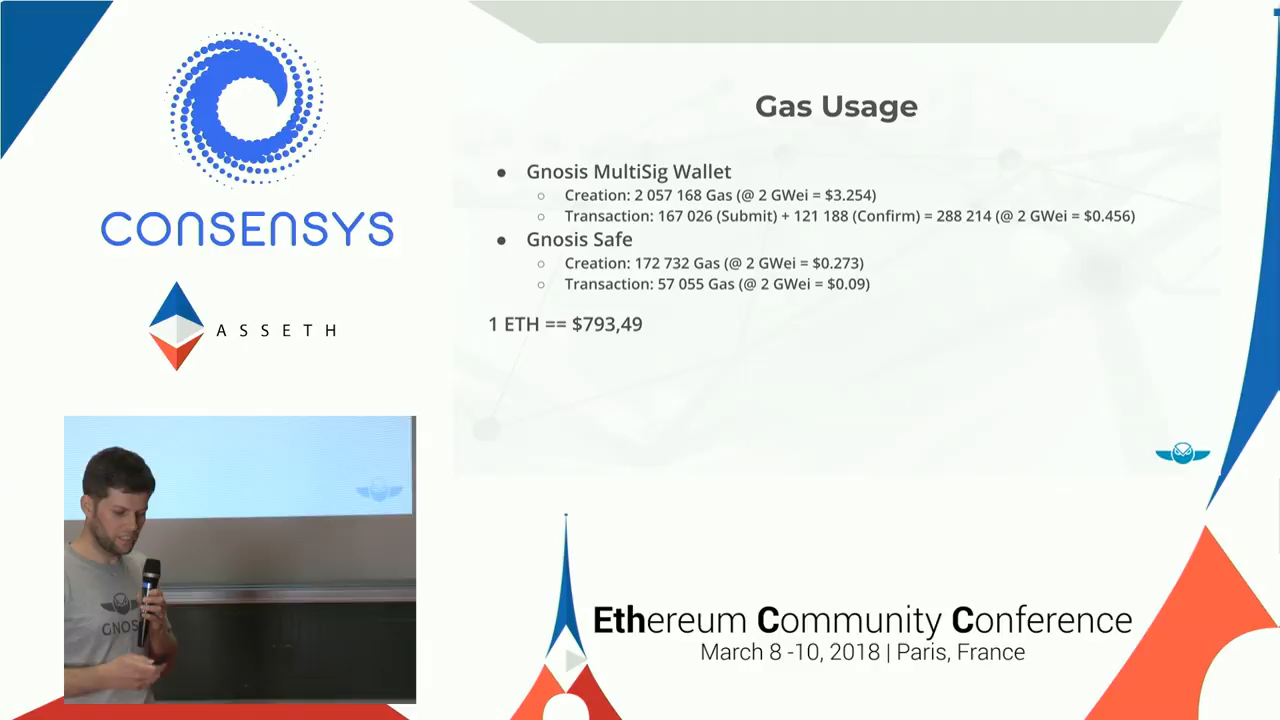 CONSENSYS
ASSETH
Gas Usage
● Gnosis MultiSig Wallet
○ Creation: 2 057 168 Gas (@ 2 GWei = $3.254)
○ Transaction: 167 026 (Submit) + 121 188 (Confirm) = 288 214 (@ 2 GWei = $0.456)
● Gnosis Safe
○ Creation: 172 732 Gas (@ 2 GWei = $0.273)
○ Transaction: 57 055 Gas (@ 2 GWei = $0.09)
1 ETH == $793,49
GNOS
Ethereum Community Conference
March 8 -10, 2018 | Paris, France